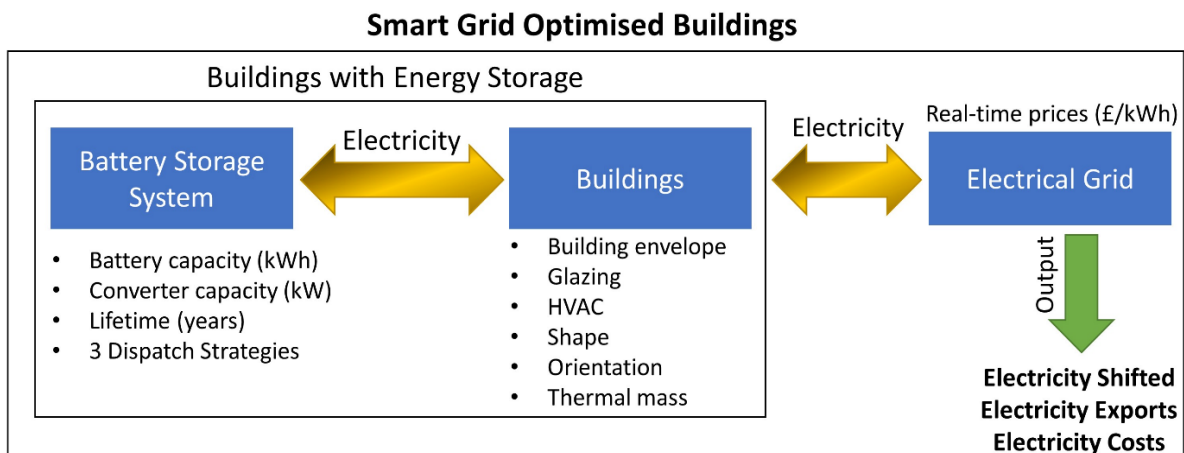 Smart Grid Optimised Buildings
Buildings with Energy Storage
Battery Storage
System
Electricity
Buildings
Electricity
Real-time prices (£/kWh)
Electrical Grid
• Battery capacity (kWh)
• Converter capacity (kW)
• Lifetime (years)
• 3 Dispatch Strategies
• Building envelope
• Glazing
• HVAC
• Shape
• Orientation
• Thermal mass
Output
Electricity Shifted
Electricity Exports
Electricity Costs